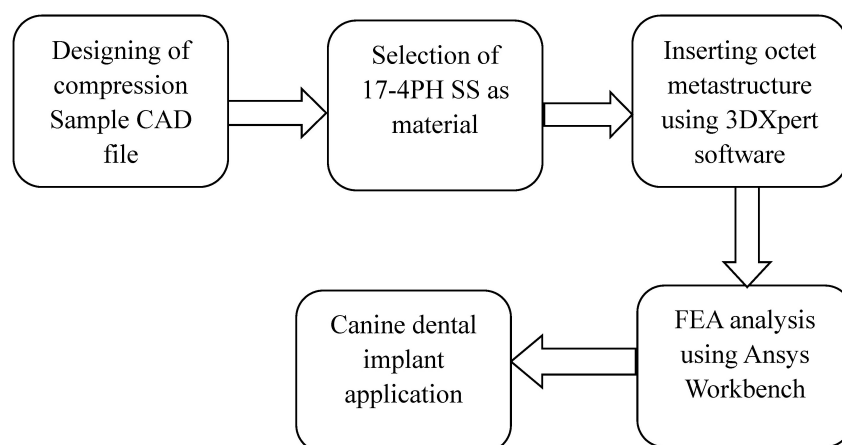 Designing of
compression
Sample CAD
file
Selection of
17-4PH SS as
material
Inserting octet
metastructure
using 3DXpert
software
FEA analysis
using Ansys
Workbench
Canine dental
implant
application